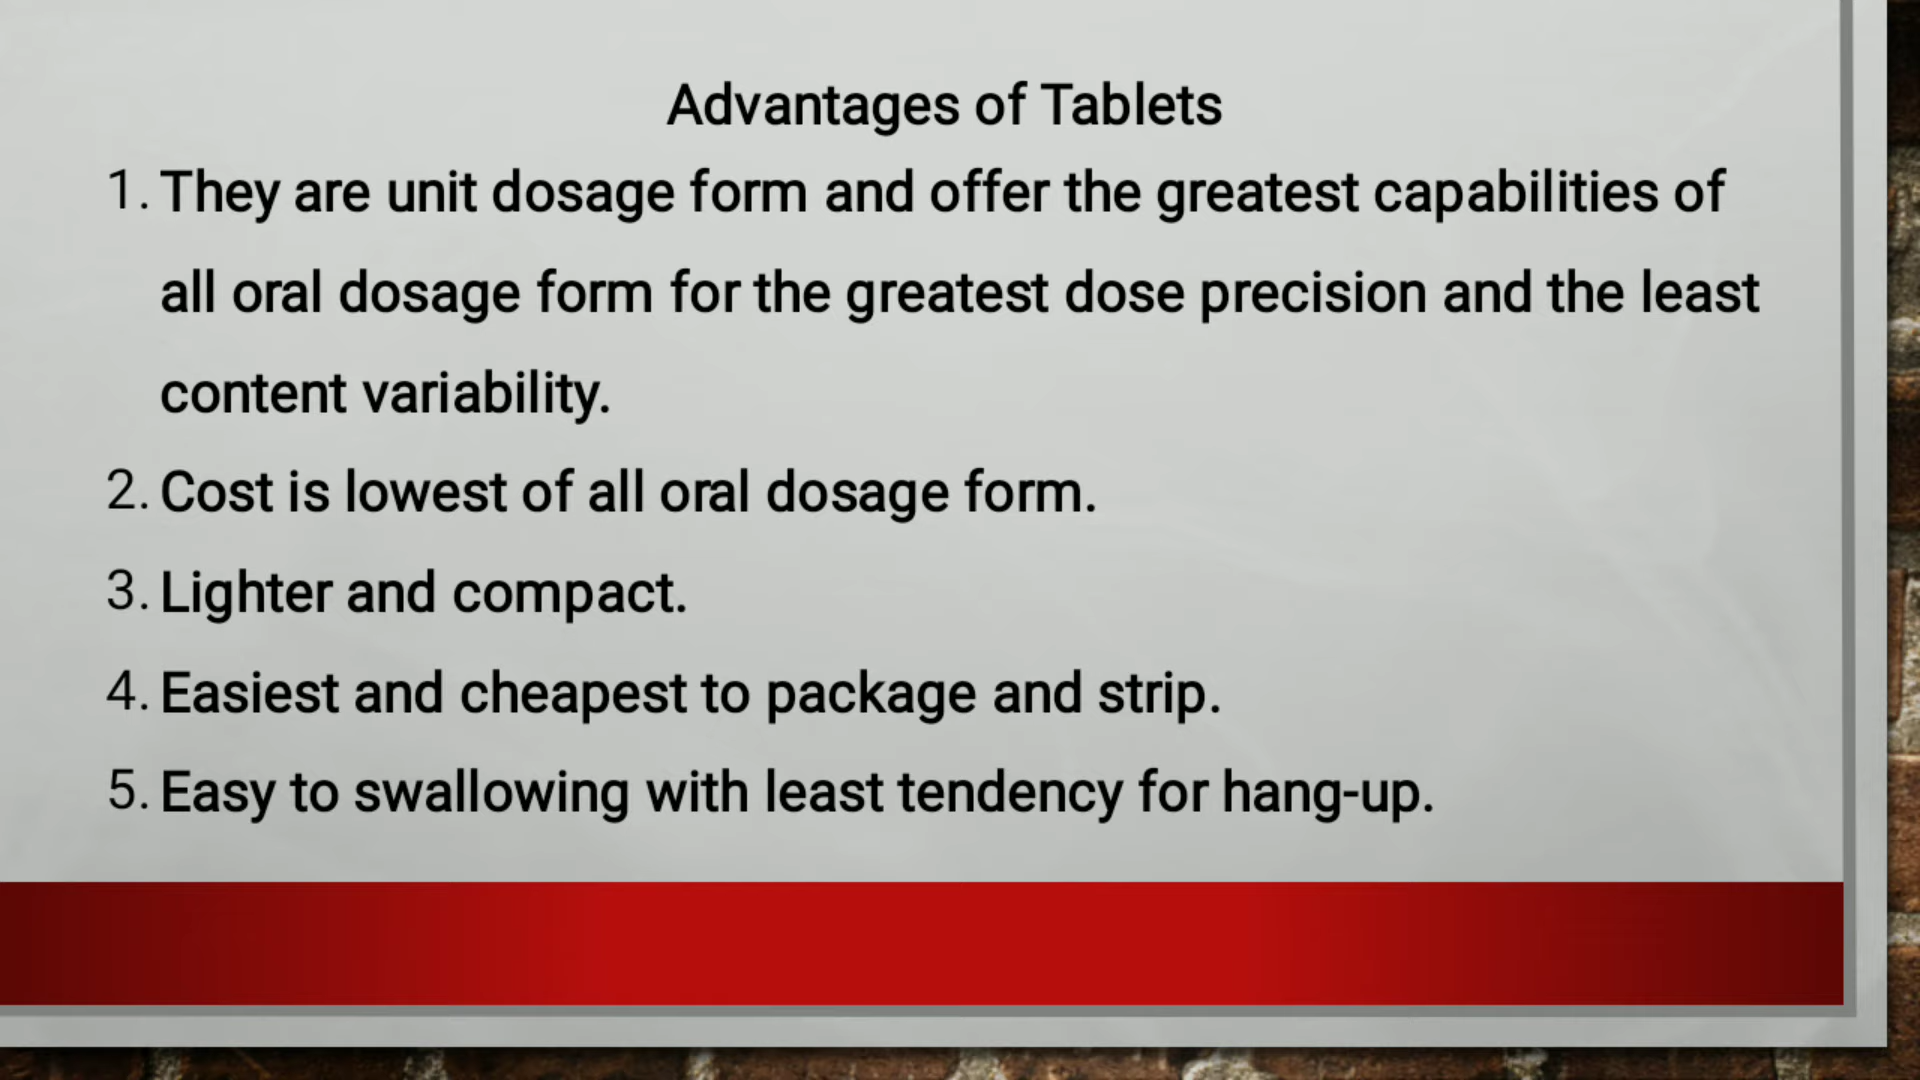 Advantages of Tablets
1. They are unit dosage form and offer the greatest capabilities of
all oral dosage form for the greatest dose precision and the least
content variability.
2. Cost is lowest of all oral dosage form.
3. Lighter and compact.
4. Easiest and cheapest to package and strip.
5. Easy to swallowing with least tendency for hang-up.